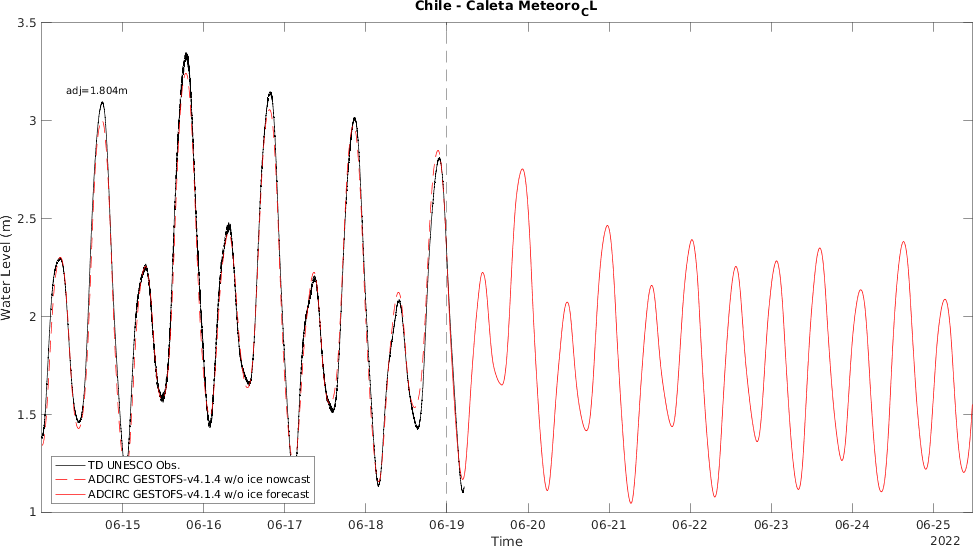 Chile - Caleta Meteoro_CL
3.5
adj=1.804m
3
2.5
Water Level (m)
2
1.5
TD UNESCO Obs.
ADCIRC GESTOFS-v4.1.4 w/o ice nowcast
ADCIRC GESTOFS-v4.1.4 w/o ice forecast
1
06-15 06-16 06-17 06-18 06-19 06-20 06-21 06-22 06-23 06-24 06-25
Time 2022